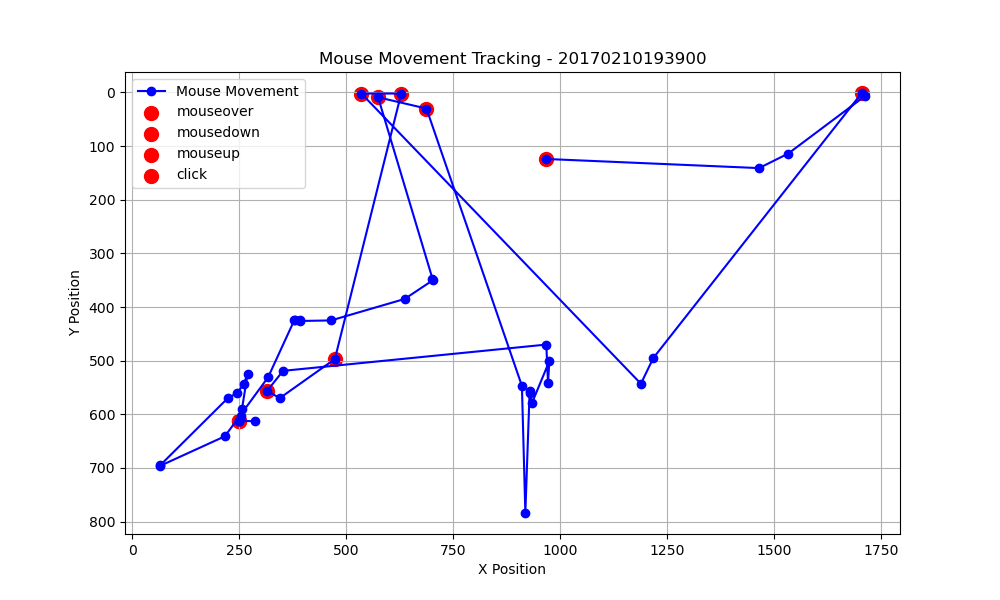 Mouse Movement Tracking - 20170210193900
Mouse Movement
mouseover
mousedown
mouseup
click
Y Position
0
100
200
300
400
500
600
700
800
0
250
500
750
1000
1250
1500
1750
X Position